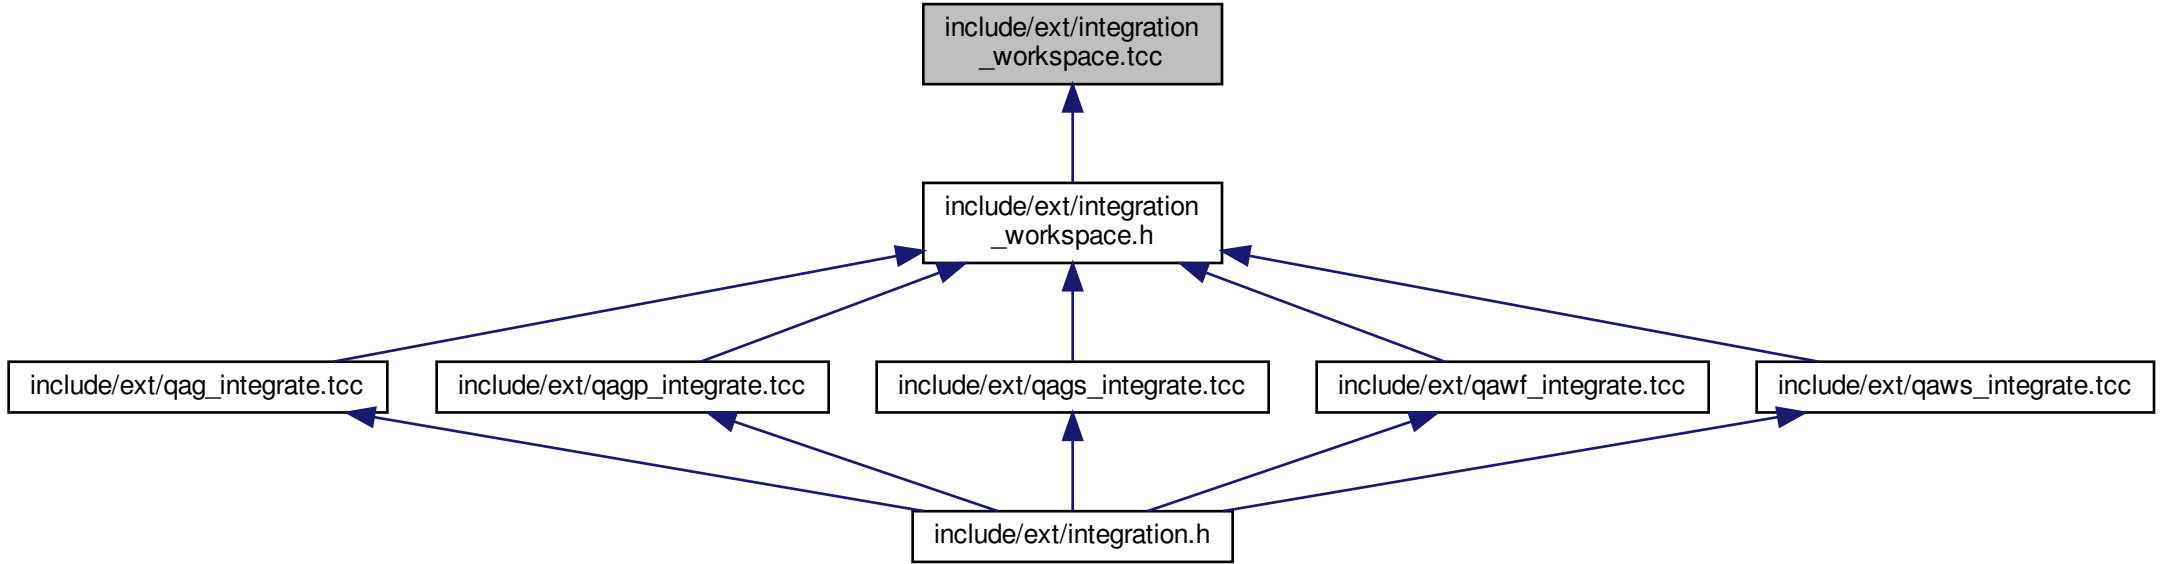 include/ext/integration
_workspace.tcc
include/ext/integration
_workspace.h
include/ext/qag_integrate.tcc
include/ext/qagp_integrate.tcc
include/ext/qags_integrate.tcc
include/ext/qawf_integrate.tcc
include/ext/qaws_integrate.tcc
include/ext/integration.h